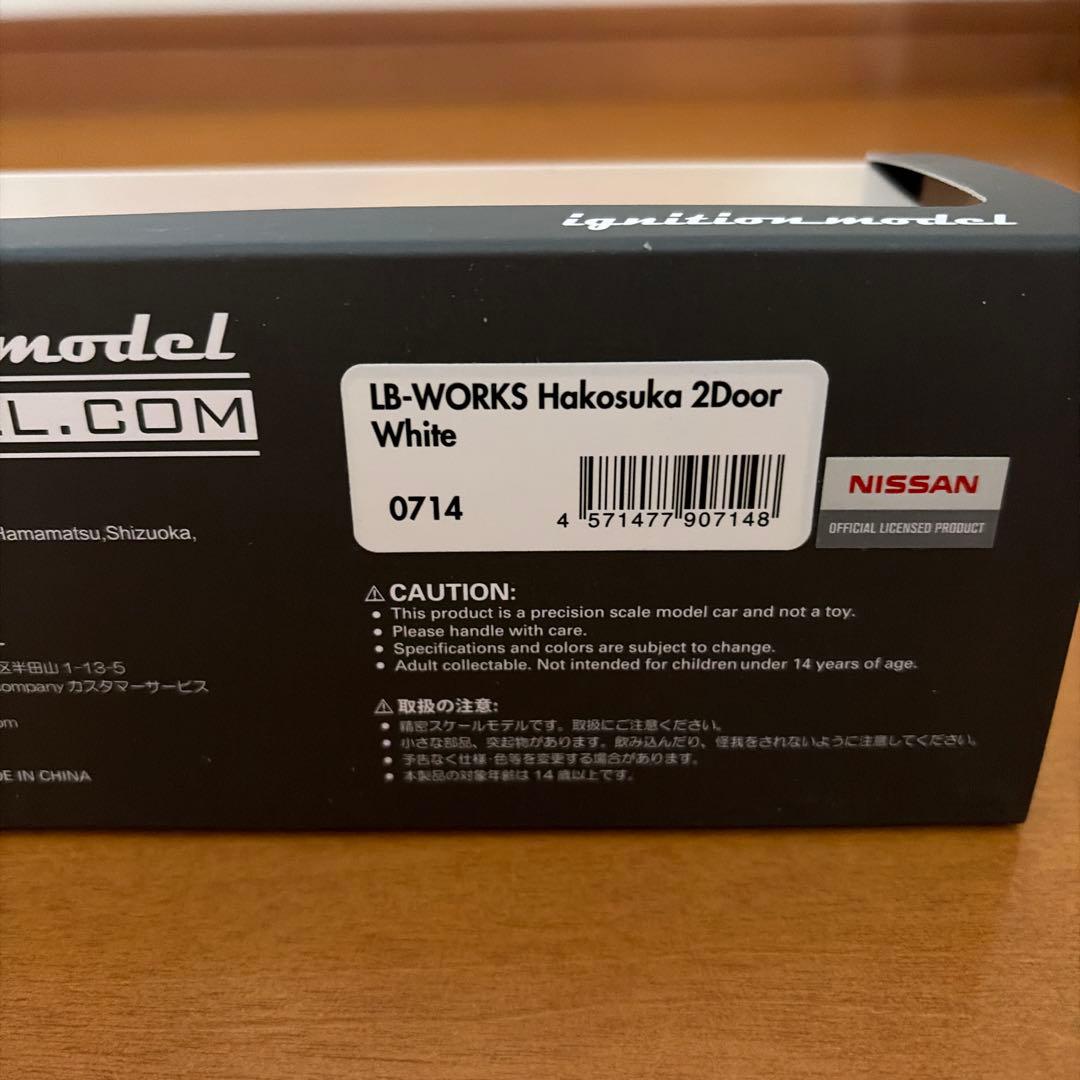 ignition model
model
L.COM
LB-WORKS Hakosuka 2Door
White
0714
4 571477 907148
NISSAN
OFFICIAL LICENSED PRODUCT
Hamamatsu,Shizuoka,
区半田山 1-13-5
ompany カスタマーサービス
om
DE IN CHINA
⚠ CAUTION:
• This product is a precision scale model car and not a toy.
• Please handle with care.
• Specifications and colors are subject to change.
• Adult collectable. Not intended for children under 14 years of age.
⚠ 取扱の注意:
• 精密スケールモデルです。取扱にご注意ください。
• 小さな部品、突起物があります。飲み込んだり、怪我をされないように注意してください。
• 予告なく仕様・色等を変更する場合があります。
• 本製品の対象年齢は 14 歳以上です。